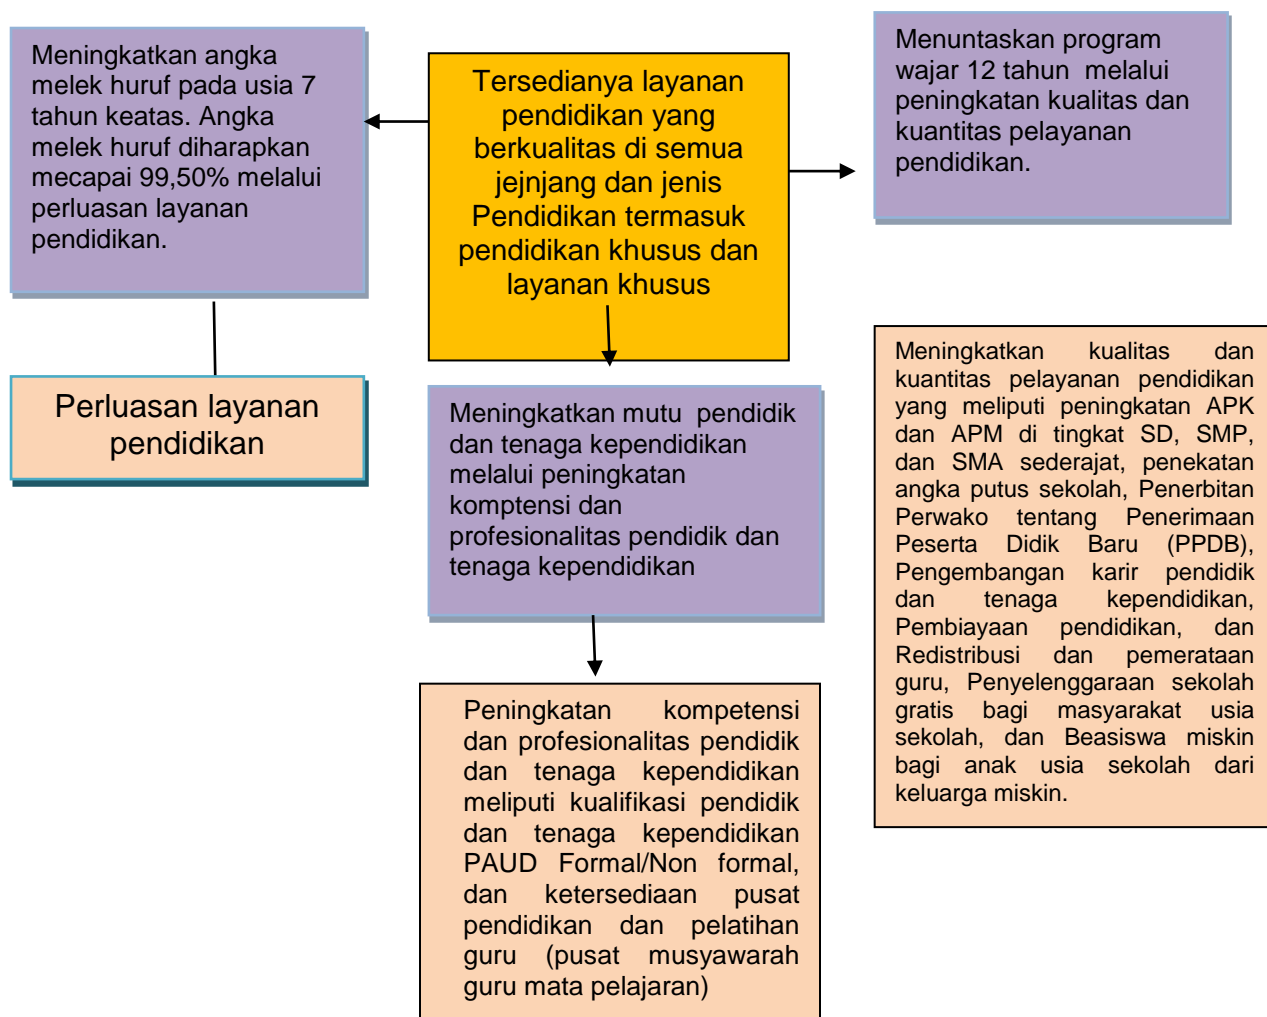 Meningkatkan angka
melek huruf pada usia 7
tahun keatas. Angka
melek huruf diharapkan
mecapai 99,50% melalui
perluasan layanan
pendidikan.
Tersedianya layanan
pendidikan yang
berkualitas di semua
jejnjang dan jenis
Pendidikan termasuk
pendidikan khusus dan
layanan khusus
Menuntaskan program
wajar 12 tahun melalui
peningkatan kualitas dan
kuantitas pelayanan
pendidikan.
Perluasan layanan
pendidikan
Meningkatkan mutu pendidik
dan tenaga kependidikan
melalui peningkatan
komptensi dan
profesionalitas pendidik dan
tenaga kependidikan
Meningkatkan kualitas dan
kuantitas pelayanan pendidikan
yang meliputi peningkatan APK
dan APM di tingkat SD, SMP,
dan SMA sederajat, penekatan
angka putus sekolah, Penerbitan
Perwako tentang Penerimaan
Peserta Didik Baru (PPDB),
Pengembangan karir pendidik
dan tenaga kependidikan,
Pembiayaan pendidikan, dan
Redistribusi dan pemerataan
guru, Penyelenggaraan sekolah
gratis bagi masyarakat usia
sekolah, dan Beasiswa miskin
bagi anak usia sekolah dari
keluarga miskin.
Peningkatan kompetensi
dan profesionalitas pendidik
dan tenaga kependidikan
meliputi kualifikasi pendidik
dan tenaga kependidikan
PAUD Formal/Non formal,
dan ketersediaan pusat
pendidikan dan pelatihan
guru (pusat musyawarah
guru mata pelajaran)